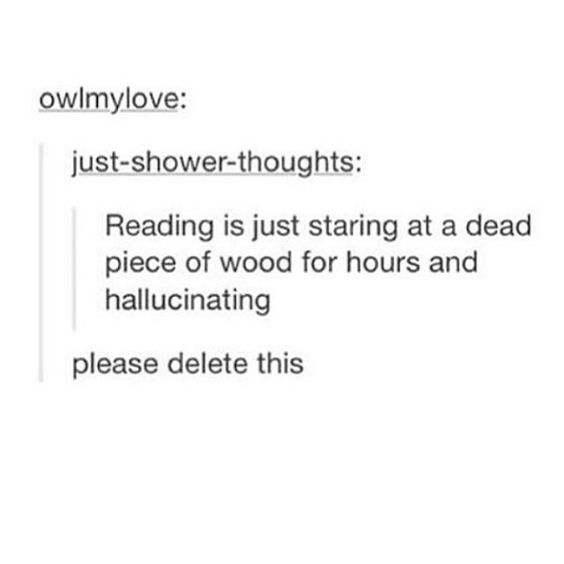 owlmylove:
just-shower-thoughts:
Reading is just staring at a dead
piece of wood for hours and
hallucinating
please delete this